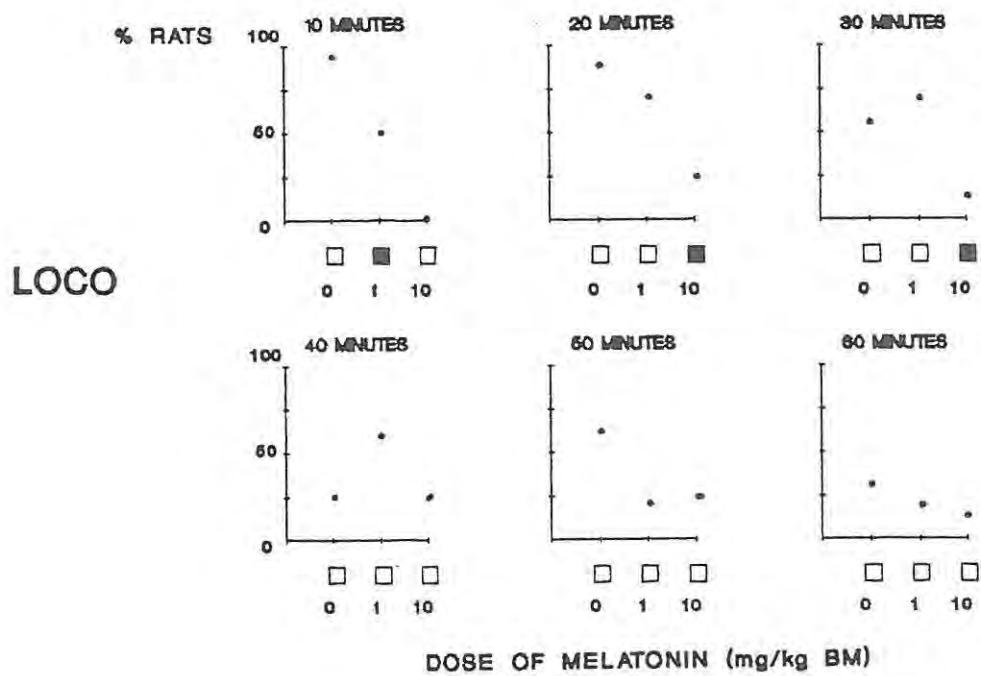 % RATS
100
10 MINUTES
20 MINUTES
30 MINUTES
50
0
LOCO
0 1 10
0 1 10
0 1 10
100
40 MINUTES
50 MINUTES
60 MINUTES
50
0
0 1 10
0 1 10
0 1 10
DOSE OF MELATONIN (mg/kg BM)